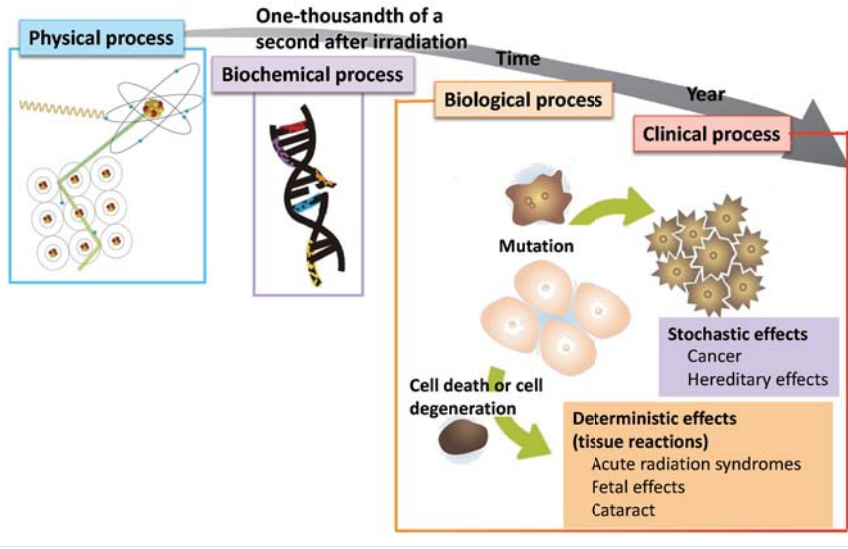 Physical process
One-thousandth of a
second after irradiation
Time
Biochemical process
Year
Biological process
Clinical process
Mutation
Stochastic effects
Cancer
Hereditary effects
Cell death or cell
degeneration
Deterministic effects
(tissue reactions)
Acute radiation syndromes
Fetal effects
Cataract